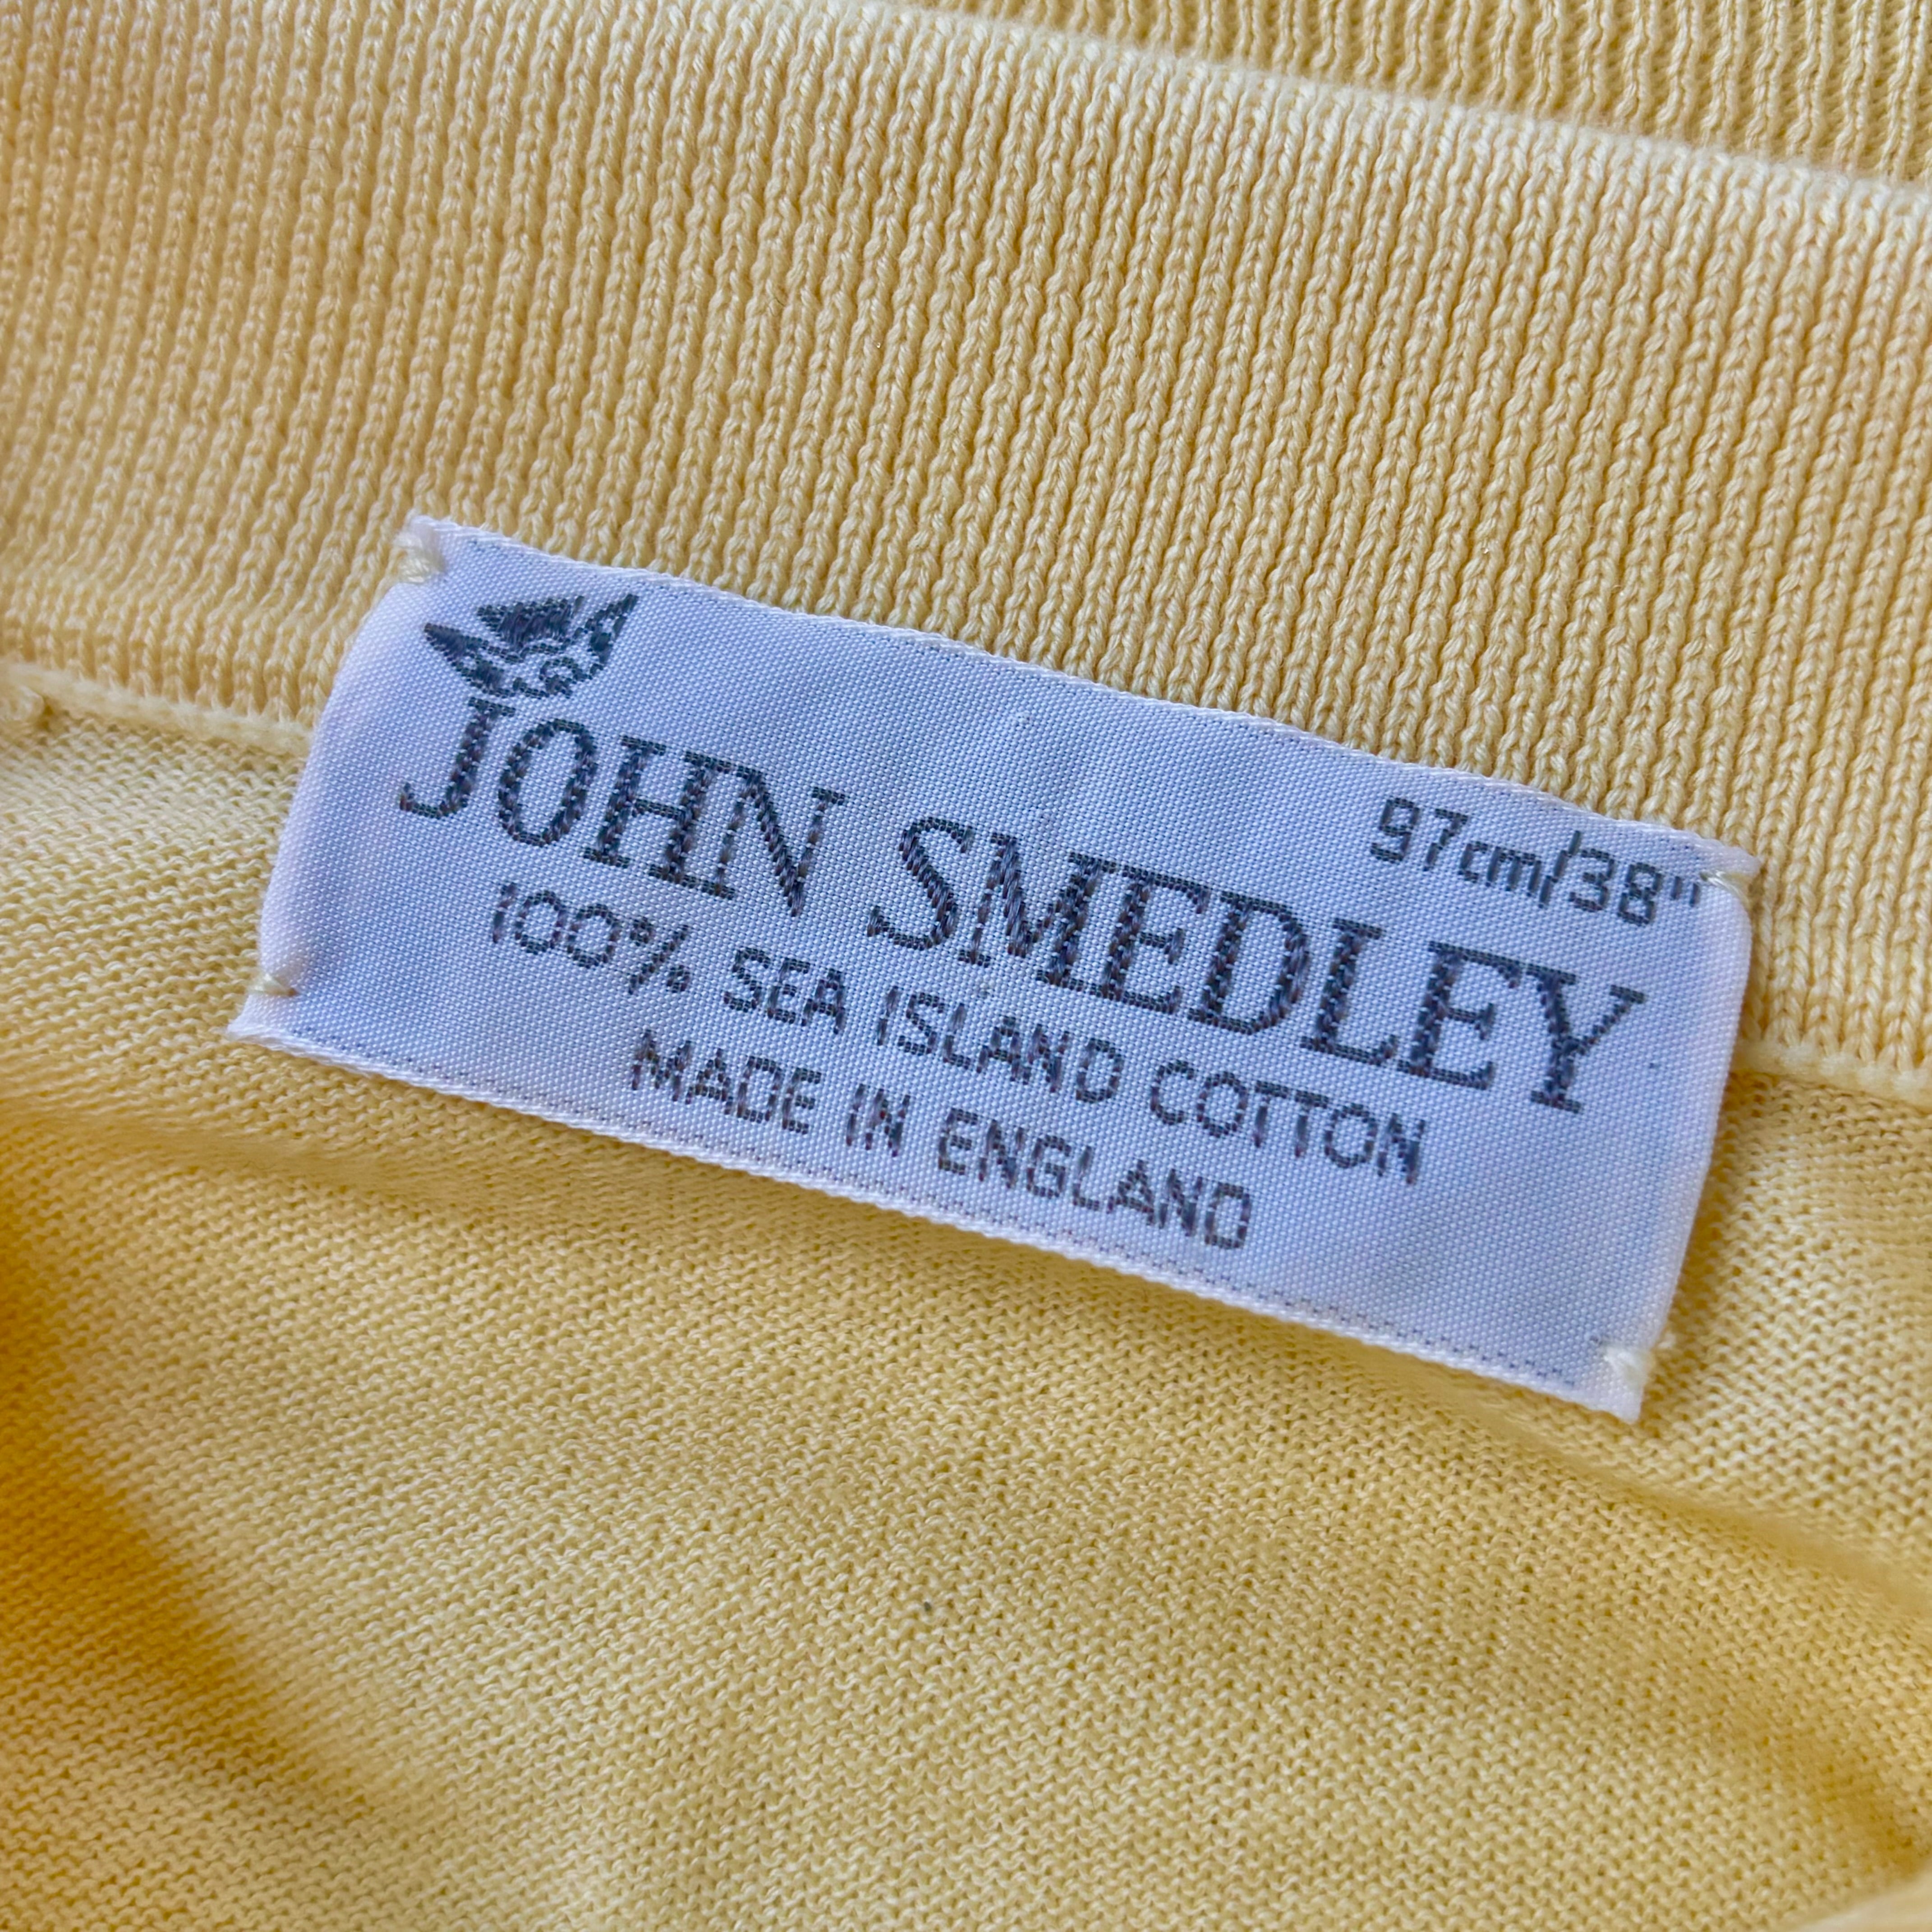 97cm/38"
JOHN SMEDLEY
100% SEA ISLAND COTTON
MADE IN ENGLAND